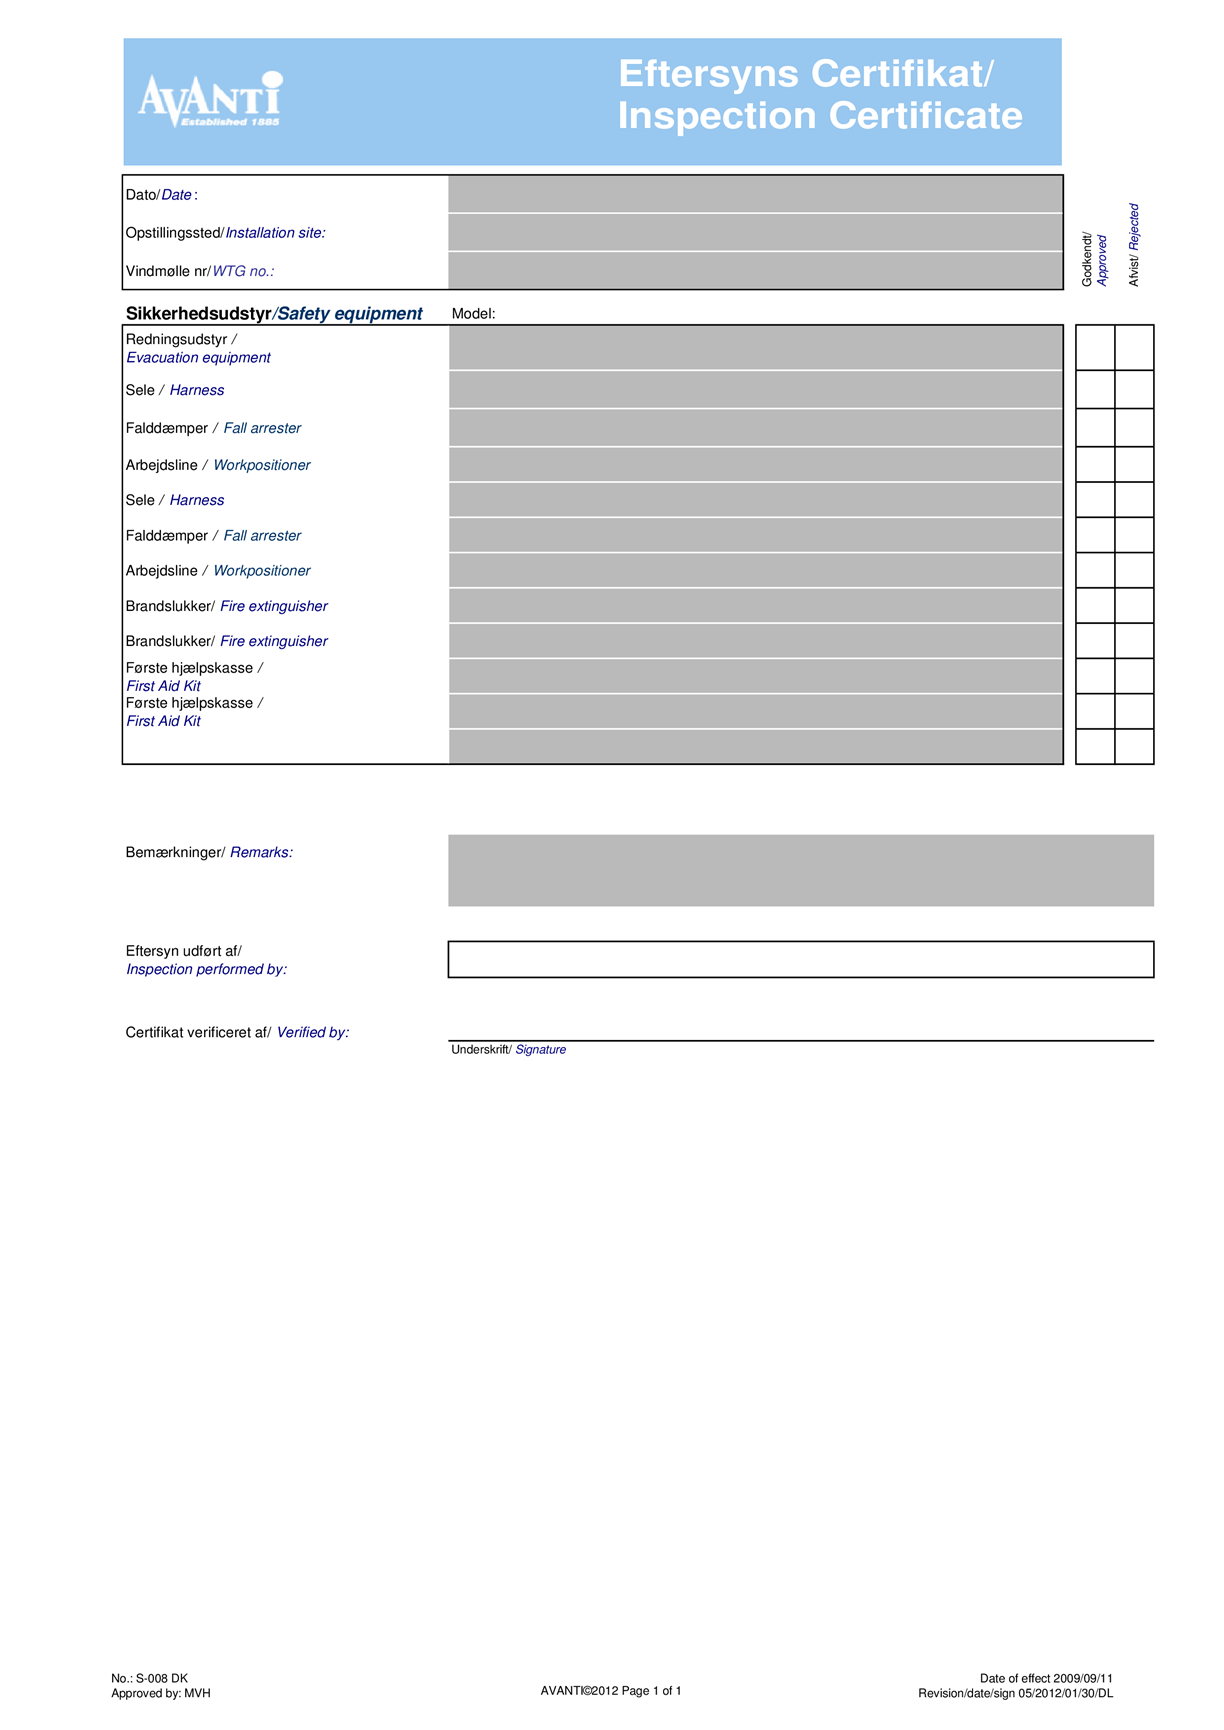 AVANTi
Established 1885
Eftersyns Certifikat/
Inspection Certificate
Dato/Date :
Opstillingssted/Installation site:
Vindmølle nr/WTG no.:
Godkendt/
Approved
Afvist/ Rejected
Sikkerhedsudstyr/Safety equipment Model:
Redningsudstyr /
Evacuation equipment
Sele / Harness
Falddæmper / Fall arrester
Arbejdsline / Workpositioner
Sele / Harness
Falddæmper / Fall arrester
Arbejdsline / Workpositioner
Brandslukker/ Fire extinguisher
Brandslukker/ Fire extinguisher
Første hjælpskasse /
First Aid Kit
Første hjælpskasse /
First Aid Kit
Bemærkninger/ Remarks:
Eftersyn udført af/
Inspection performed by:
Certifikat verificeret af/ Verified by:
Underskrift/ Signature
No.: S-008 DK
Approved by: MVH
AVANTI©2012 Page 1 of 1
Date of effect 2009/09/11
Revision/date/sign 05/2012/01/30/DL